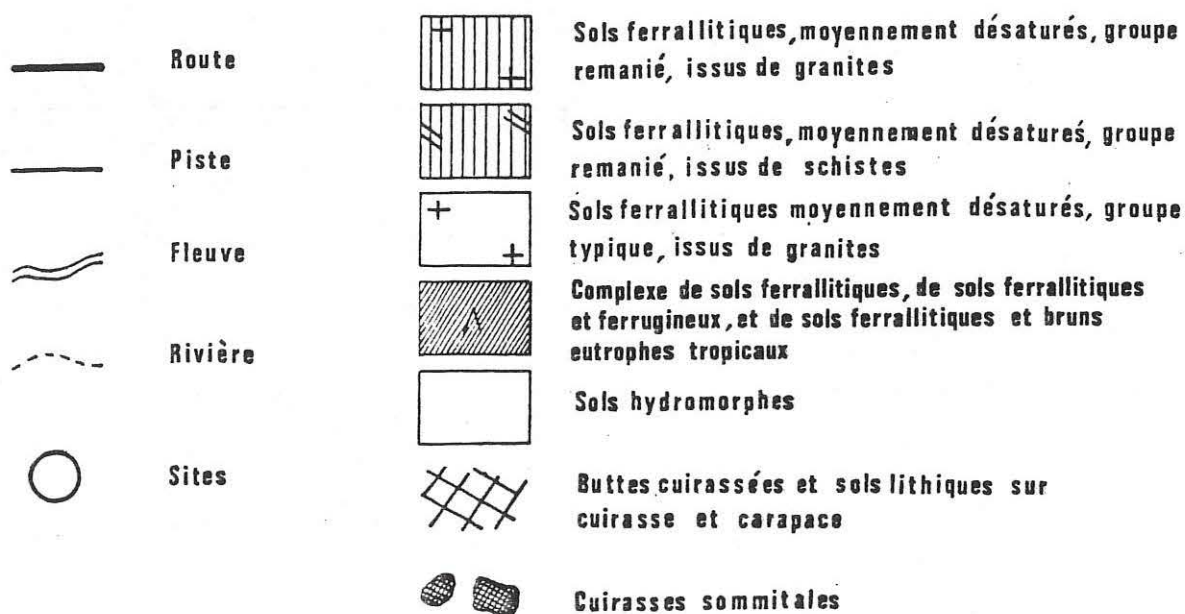 Route
Piste
Fleuve
Rivière
Sites
Sols ferrallitiques, moyennement désaturés, groupe
remanié, issus de granites
Sols ferrallitiques, moyennement désatureś, groupe
remanié, issus de schistes
Sols ferrallitiques moyennement désaturés, groupe
typique, issus de granites
Complexe de sols ferrallitiques, de sols ferrallitiques
et ferrugineux, et de sols ferrallitiques et bruns
eutrophes tropicaux
Sols hydromorphes
Buttes cuirassées et sols lithiques sur
cuirasse et carapace
Cuirasses sommitales